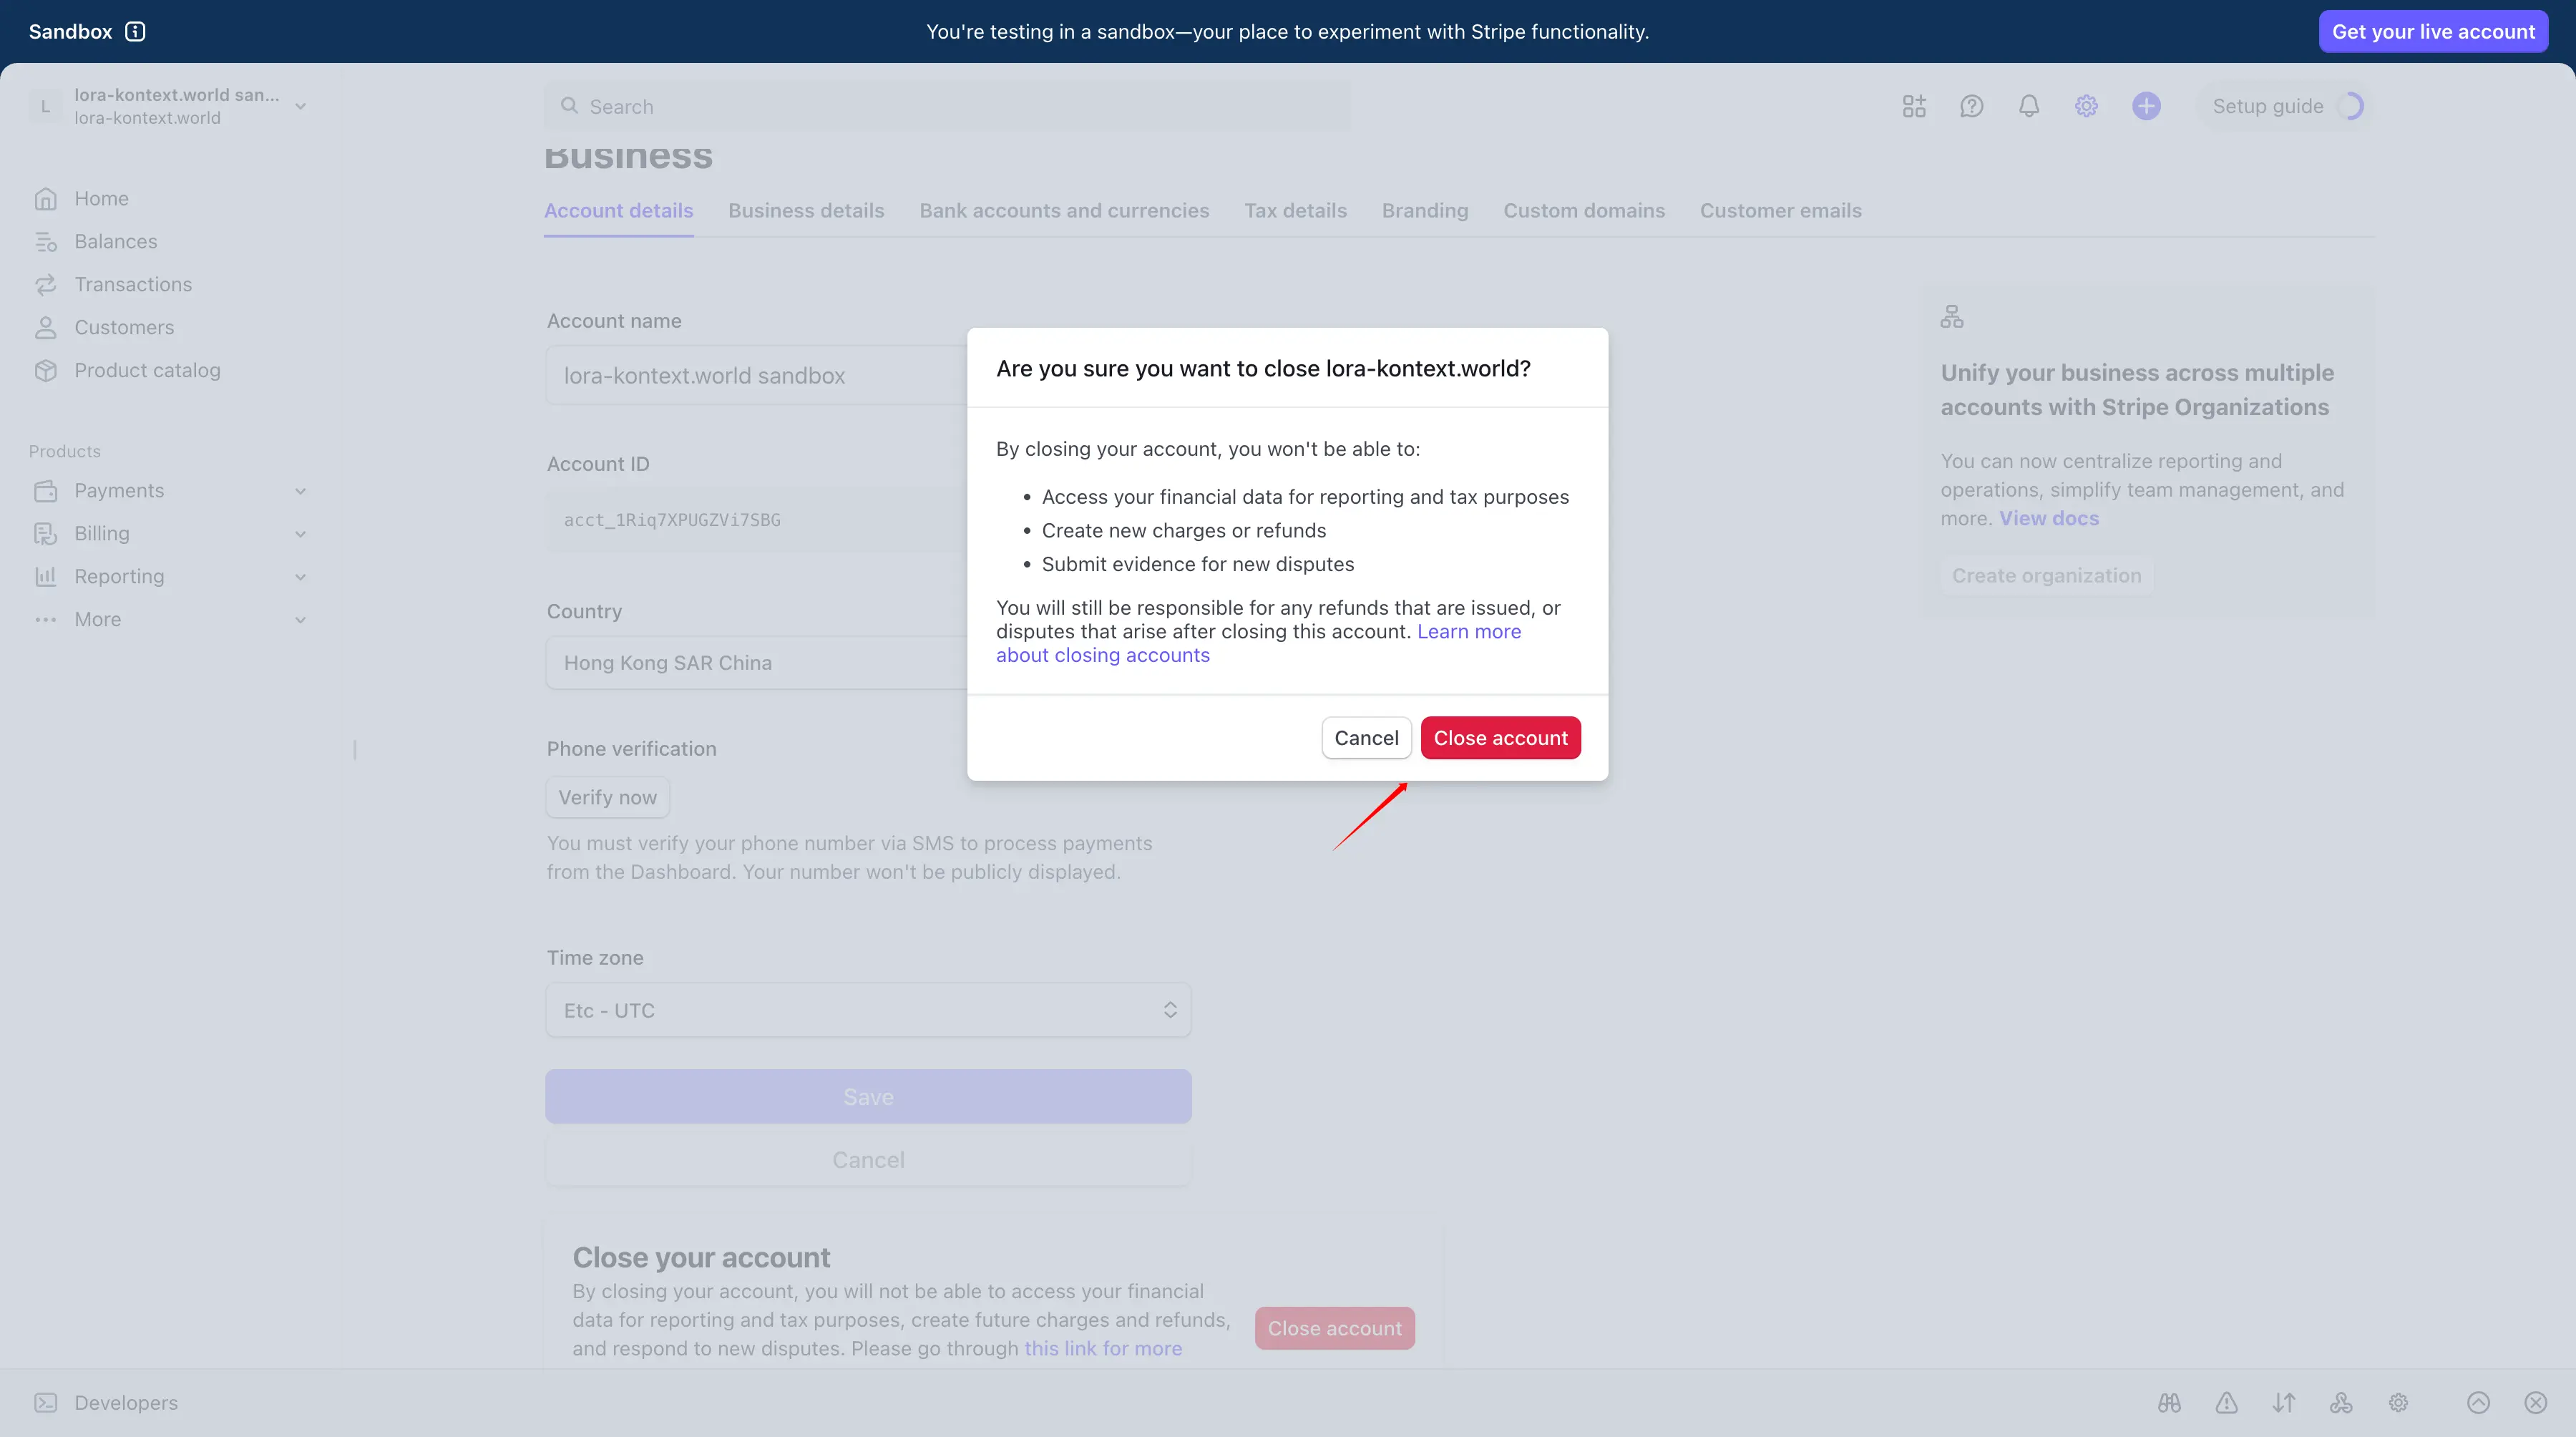 Sandbox
You're testing in a sandbox—your place to experiment with Stripe functionality.
Get your live account
L
lora-kontext.world san...
lora-kontext.world
Search
Setup guide
Home
Balances
Transactions
Customers
Product catalog
Products
Payments
Billing
Reporting
More
Business
Account details
Business details
Bank accounts and currencies
Tax details
Branding
Custom domains
Customer emails
Account name
lora-kontext.world sandbox
Account ID
acct_1Riq7XPUGZVi7SBG
Country
Hong Kong SAR China
Phone verification
Verify now
You must verify your phone number via SMS to process payments
from the Dashboard. Your number won't be publicly displayed.
Time zone
Etc - UTC
Save
Cancel
Close your account
By closing your account, you will not be able to access your financial
data for reporting and tax purposes, create future charges and refunds,
and respond to new disputes. Please go through this link for more
Close account
Are you sure you want to close lora-kontext.world?
By closing your account, you won't be able to:
• Access your financial data for reporting and tax purposes
• Create new charges or refunds
• Submit evidence for new disputes
You will still be responsible for any refunds that are issued, or
disputes that arise after closing this account. Learn more
about closing accounts
Cancel
Close account
Unify your business across multiple
accounts with Stripe Organizations
You can now centralize reporting and
operations, simplify team management, and
more. View docs
Create organization
Developers